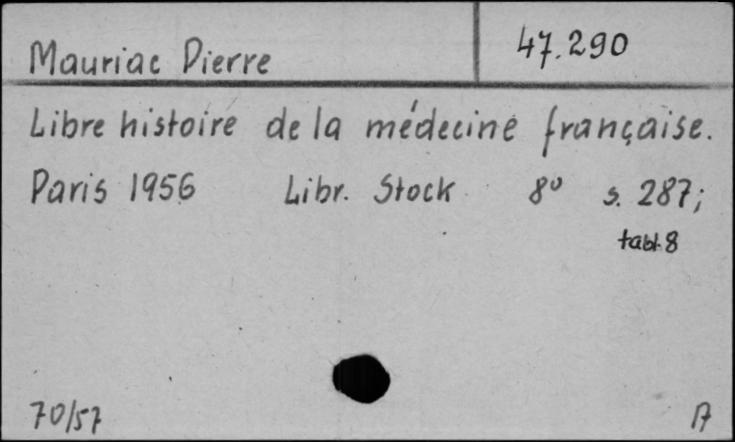 Mauriac Pierre
47.290
Libre histoire de la médecine française.
Paris 1956 Libr. Stock 8° s. 287;
tabl. 8
70/57